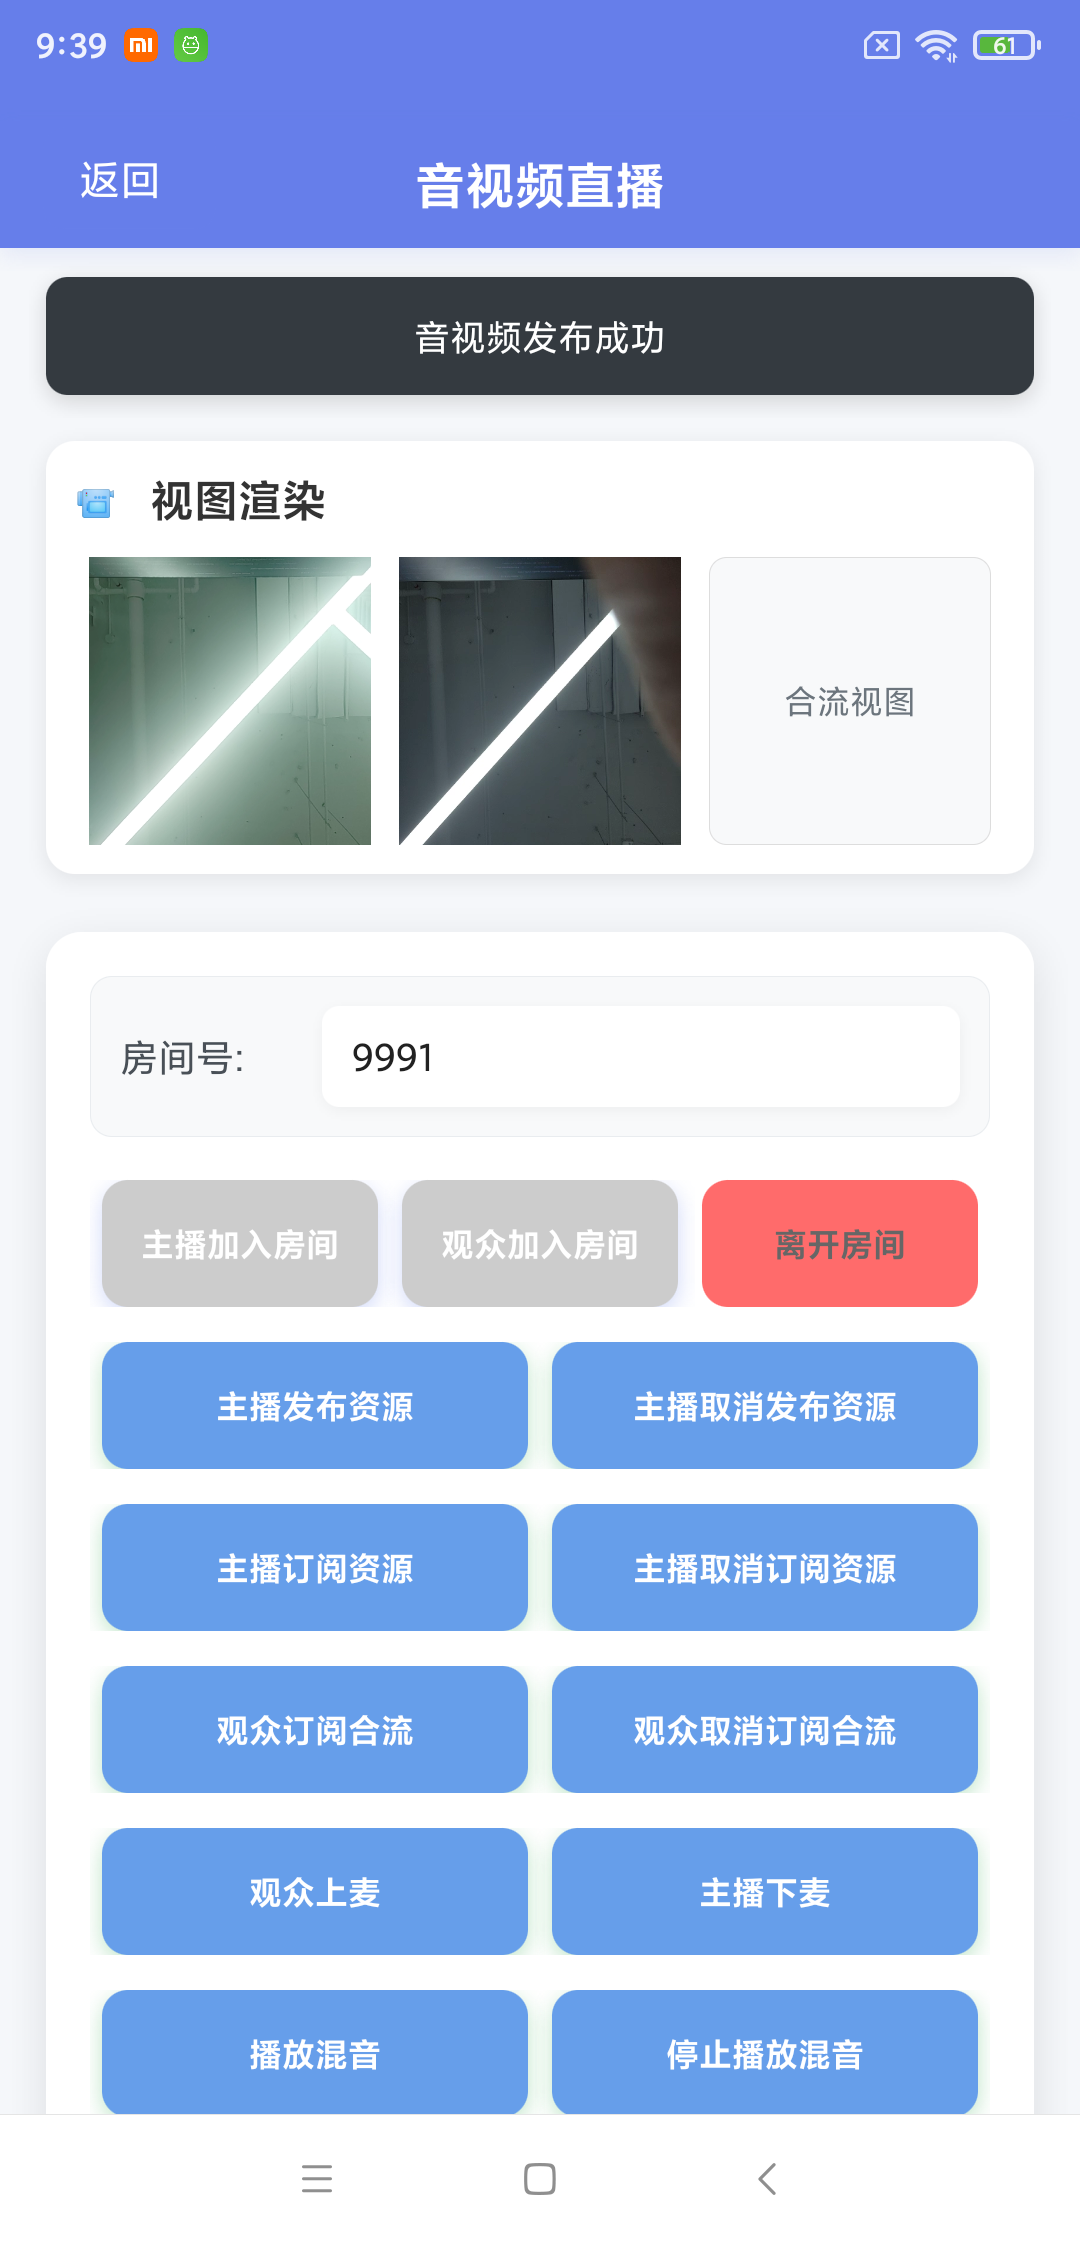 9:39
61
返回
音视频直播
音视频发布成功
视图渲染
合流视图
房间号:
9991
主播加入房间
观众加入房间
离开房间
主播发布资源
主播取消发布资源
主播订阅资源
主播取消订阅资源
观众订阅合流
观众取消订阅合流
观众上麦
主播下麦
播放混音
停止播放混音